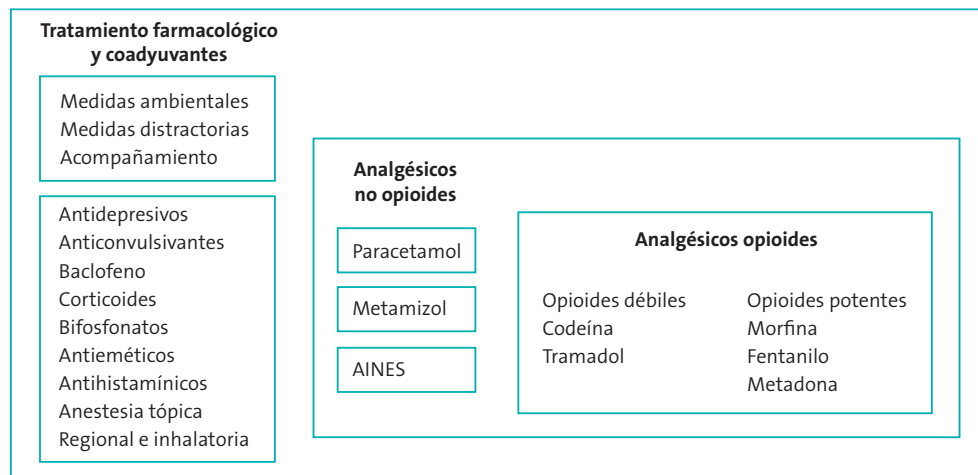 Tratamiento farmacológico
y coadyuvantes
Medidas ambientales
Medidas distractorias
Acompañamiento
Antidepresivos
Anticonvulsivantes
Baclofeno
Corticoides
Bifosfonatos
Antieméticos
Antihistamínicos
Anestesia tópica
Regional e inhalatoria
Analgésicos
no opioides
Paracetamol
Metamizol
AINES
Analgésicos opioides
Opioides débiles
Codeína
Tramadol
Opioides potentes
Morfina
Fentanilo
Metadona